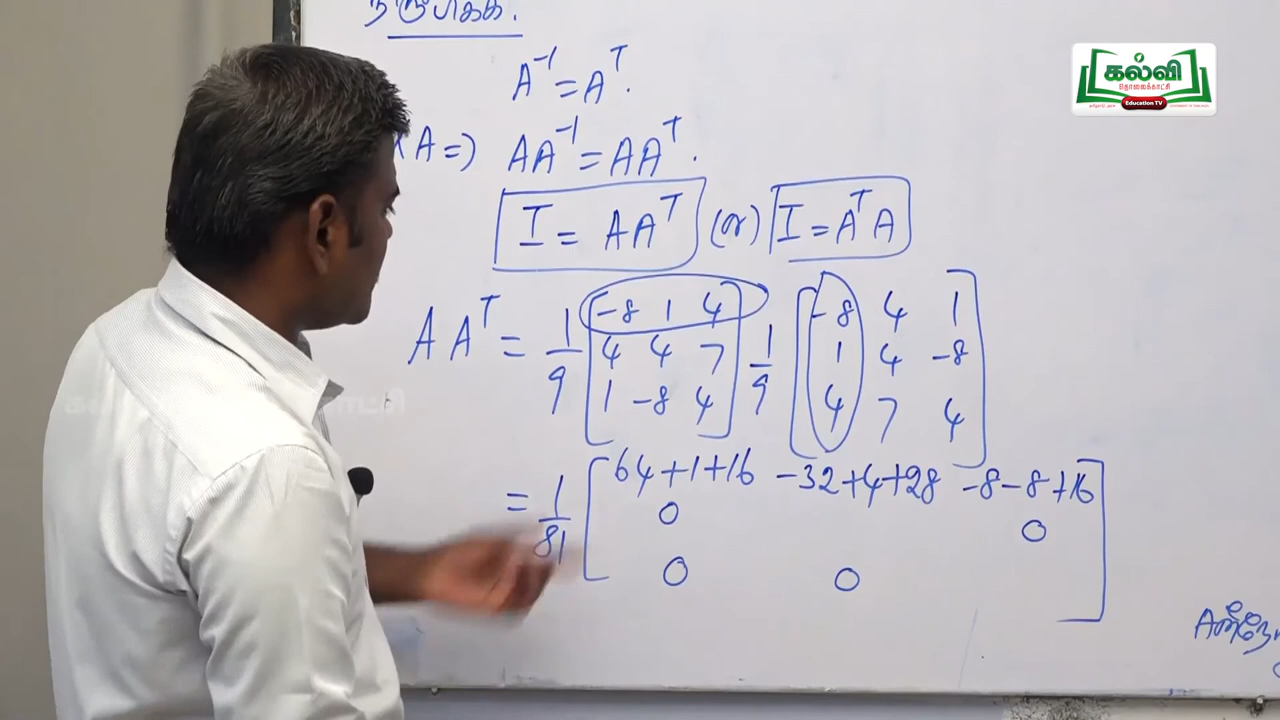 நிரூபிக்க.
A⁻¹ = Aᵀ.
×A ⇒) AA⁻¹ = AAᵀ.
I = AAᵀ (or) I = AᵀA
AAᵀ = 1/9 [-8 1 4] 1/9 [-8 4 1]
4 4 7 1 4 -8
1 -8 4 4 7 4
= 1/81 [64+1+16 -32+4+28 -8-8+16]
0 0
0 0
கல்வி
தொலைக்காட்சி
Education TV